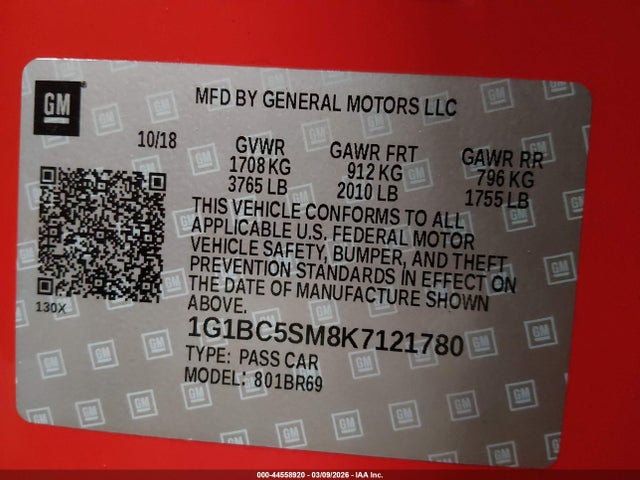 GM
MFD BY GENERAL MOTORS LLC
10/18
GVWR
1708 KG
3765 LB
GAWR FRT
912 KG
2010 LB
GAWR RR
796 KG
1755 LB
THIS VEHICLE CONFORMS TO ALL
APPLICABLE U.S. FEDERAL MOTOR
VEHICLE SAFETY, BUMPER, AND THEFT
PREVENTION STANDARDS IN EFFECT ON
THE DATE OF MANUFACTURE SHOWN
ABOVE.
130X
1G1BC5SM8K7121780
TYPE: PASS CAR
MODEL: 801BR69
000-44558920 - 03/09/2026 - IAA Inc.